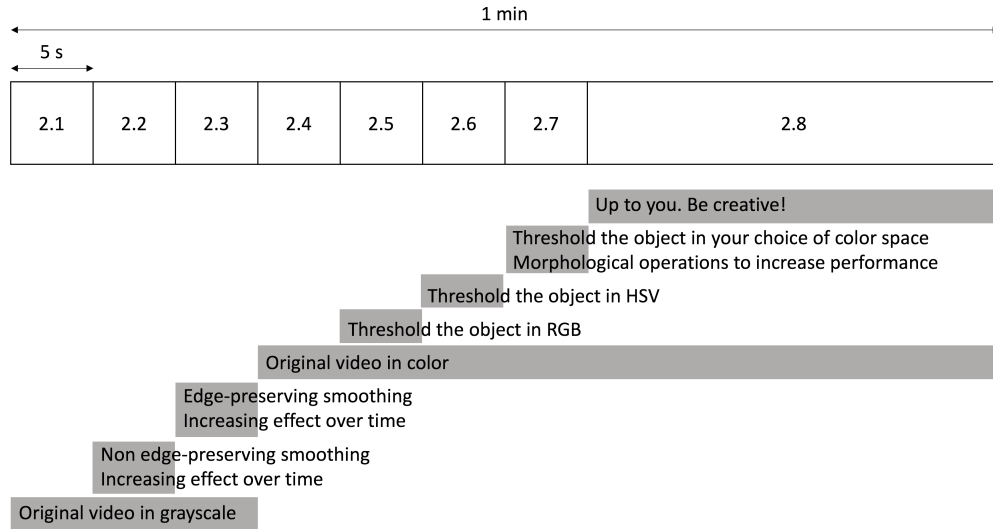 1 min
5 s
2.1 2.2 2.3 2.4 2.5 2.6 2.7 2.8
Up to you. Be creative!
Threshold the object in your choice of color space
Morphological operations to increase performance
Threshold the object in HSV
Threshold the object in RGB
Original video in color
Edge-preserving smoothing
Increasing effect over time
Non edge-preserving smoothing
Increasing effect over time
Original video in grayscale